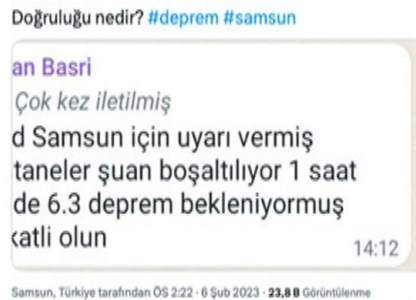 Doğruluğu nedir? #deprem #samsun
an Basri
Çok kez iletilmiş
d Samsun için uyarı vermiş
taneler şuan boşaltılıyor 1 saat
de 6.3 deprem bekleniyormuş
katli olun
14:12
Samsun, Türkiye tarafından ÖS 2:22 · 6 Şub 2023 · 23,8 B Görüntülenme